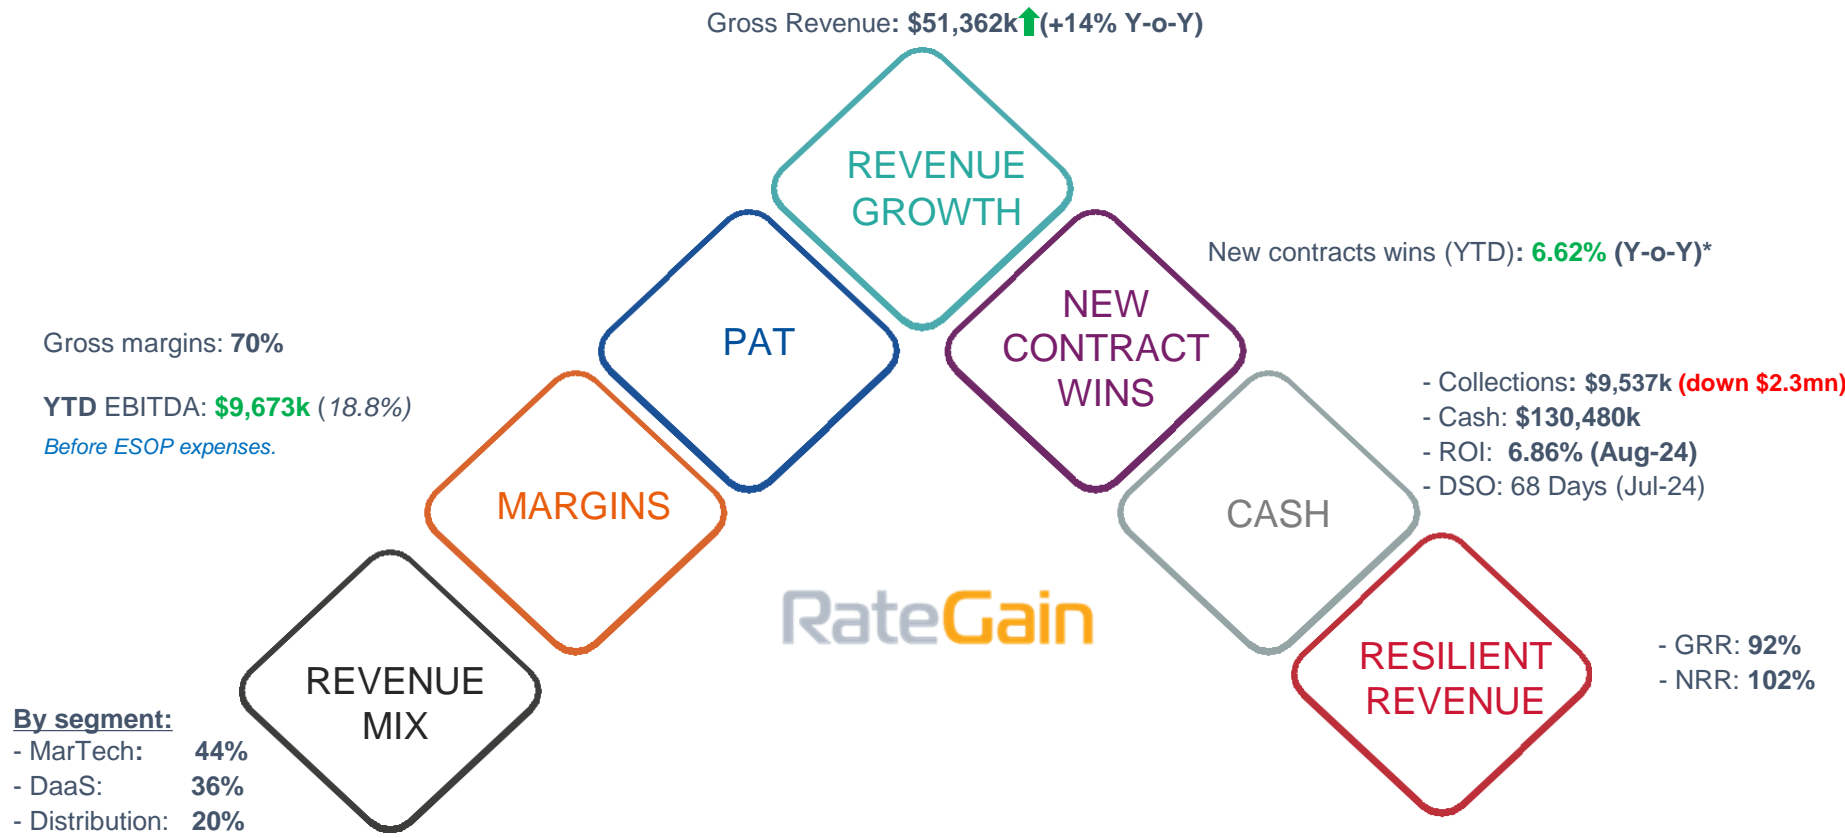 Gross Revenue: $51,362k (+14% Y-o-Y)
REVENUE
GROWTH
New contracts wins (YTD): 6.62% (Y-o-Y)*
NEW
CONTRACT
WINS
PAT
Gross margins: 70%
YTD EBITDA: $9,673k (18.8%)
Before ESOP expenses.
MARGINS
- Collections: $9,537k (down $2.3mn)
- Cash: $130,480k
- ROI: 6.86% (Aug-24)
- DSO: 68 Days (Jul-24)
CASH
RateGain
RESILIENT
REVENUE
- GRR: 92%
- NRR: 102%
REVENUE
MIX
By segment:
- MarTech: 44%
- DaaS: 36%
- Distribution: 20%